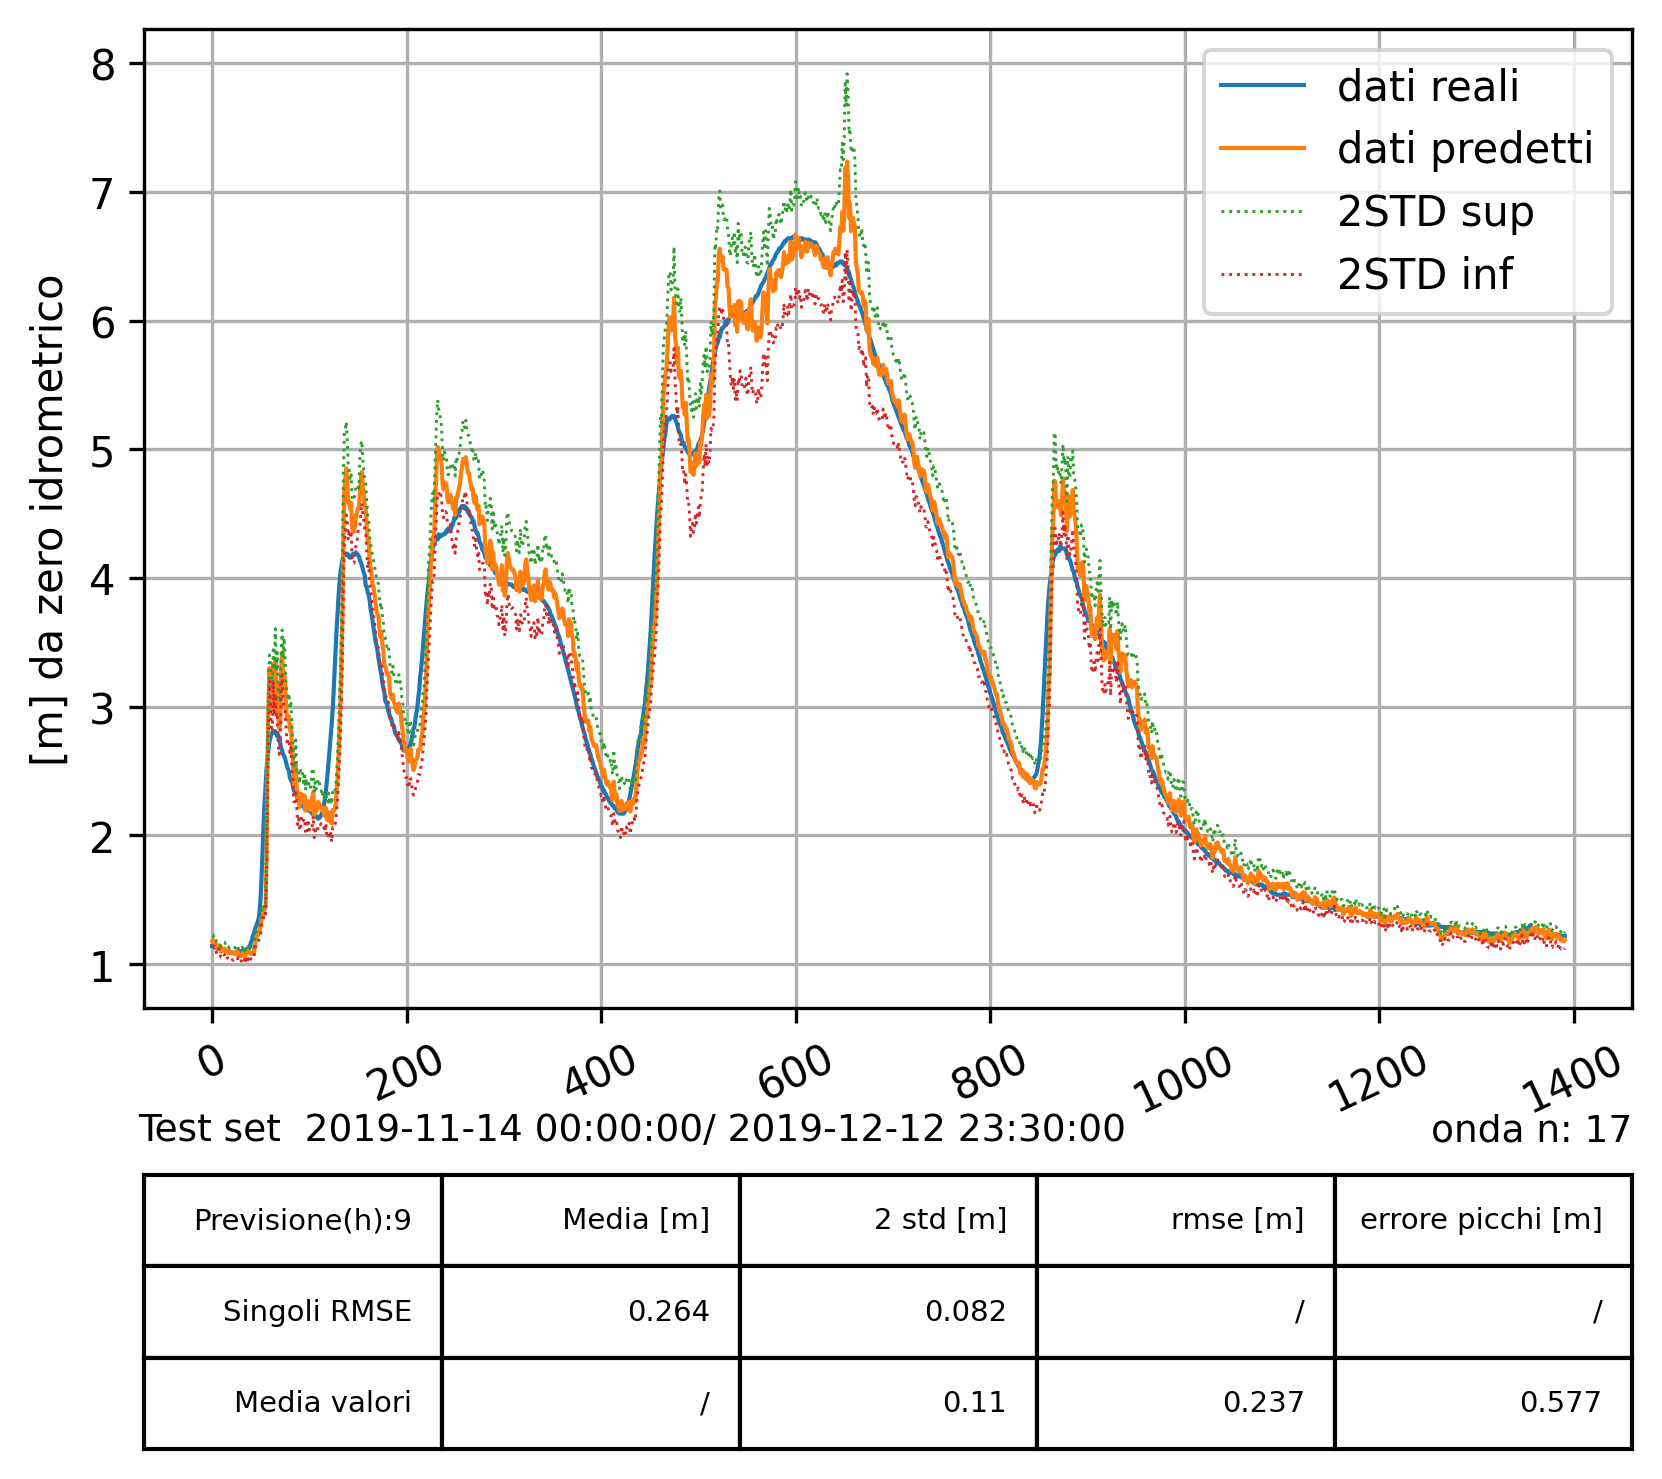 8
7
6
5
4
3
2
1
[m] da zero idrometrico
dati reali
dati predetti
2STD sup
2STD inf
0 200 400 600 800 1000 1200 1400
Test set 2019-11-14 00:00:00/ 2019-12-12 23:30:00 onda n: 17
Previsione(h):9 Media [m] 2 std [m] rmse [m] errore picchi [m]
Singoli RMSE 0.264 0.082 / /
Media valori / 0.11 0.237 0.577